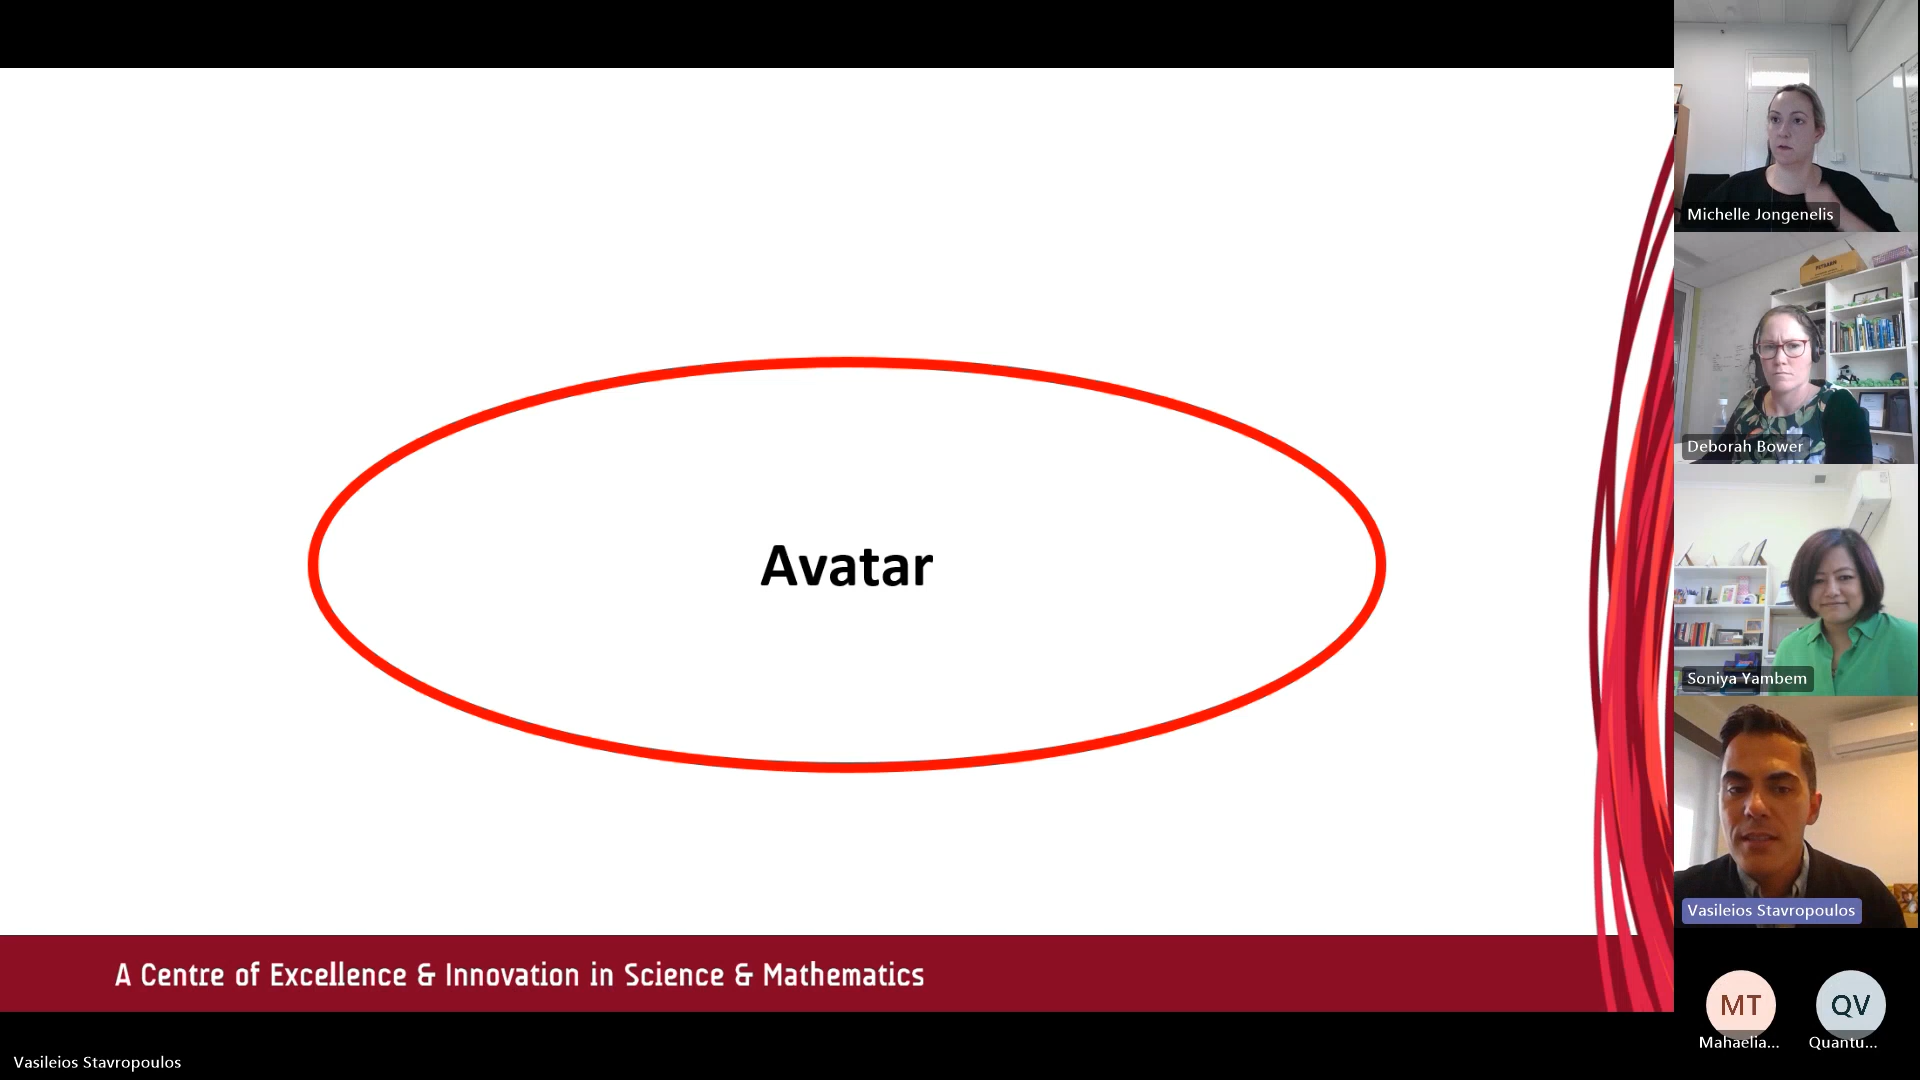 Avatar
A Centre of Excellence & Innovation in Science & Mathematics
Vasileios Stavropoulos
Michelle Jongenelis
Deborah Bower
Soniya Yambem
Vasileios Stavropoulos
MT
QV
Mahaelia...
Quantu...